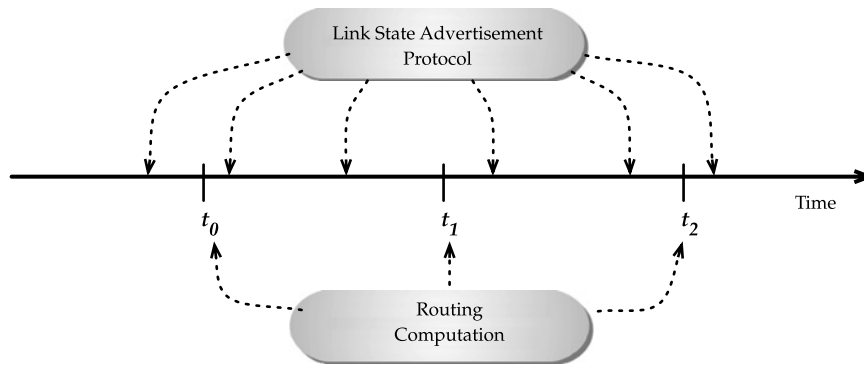 Link State Advertisement
Protocol
Time
t0
t1
t2
Routing
Computation